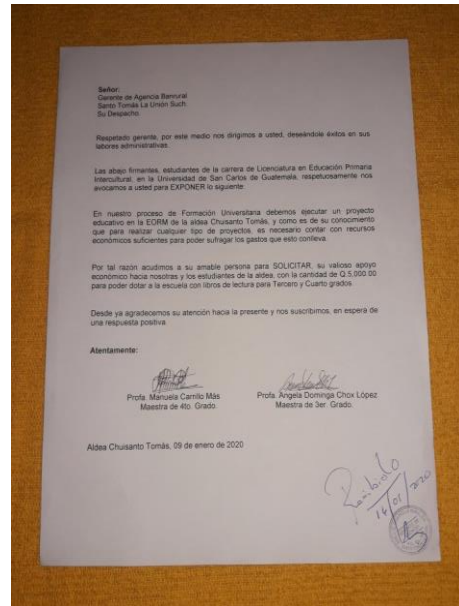 Señor:
Gerente de Agencia Banrural
Santo Tomás La Unión Such.
Su Despacho.
Respetado gerente, por este medio nos dirigimos a usted, deseándole éxitos en sus
labores administrativas.
Las abajo firmantes, estudiantes de la carrera de Licenciatura en Educación Primaria
Intercultural, en la Universidad de San Carlos de Guatemala, respetuosamente nos
evocamos a usted para EXPONER lo siguiente:
En nuestro proceso de Formación Universitaria debemos ejecutar un proyecto
educativo en la EORM de la aldea Chuisanto Tomás, y como es de su conocimiento
que para realizar cualquier tipo de proyectos, es necesario contar con recursos
económicos suficientes para poder sufragar los gastos que esto conlleva.
Por tal razón acudimos a su amable persona para SOLICITAR, su valioso apoyo
económico hacia nosotras y los estudiantes de la aldea, con la cantidad de Q.5,000.00
para poder dotar a la escuela con libros de lectura para Tercero y Cuarto grados.
Desde ya agradecemos su atención hacia la presente y nos suscribimos, en espera de
una respuesta positiva.
Atentamente:
Profa. Manuela Carrillo Más
Maestra de 4to. Grado.
Profa. Angela Dominga Chox López
Maestra de 3er. Grado.
Aldea Chuisanto Tomás, 09 de enero de 2020
Recibido
14/01/2020